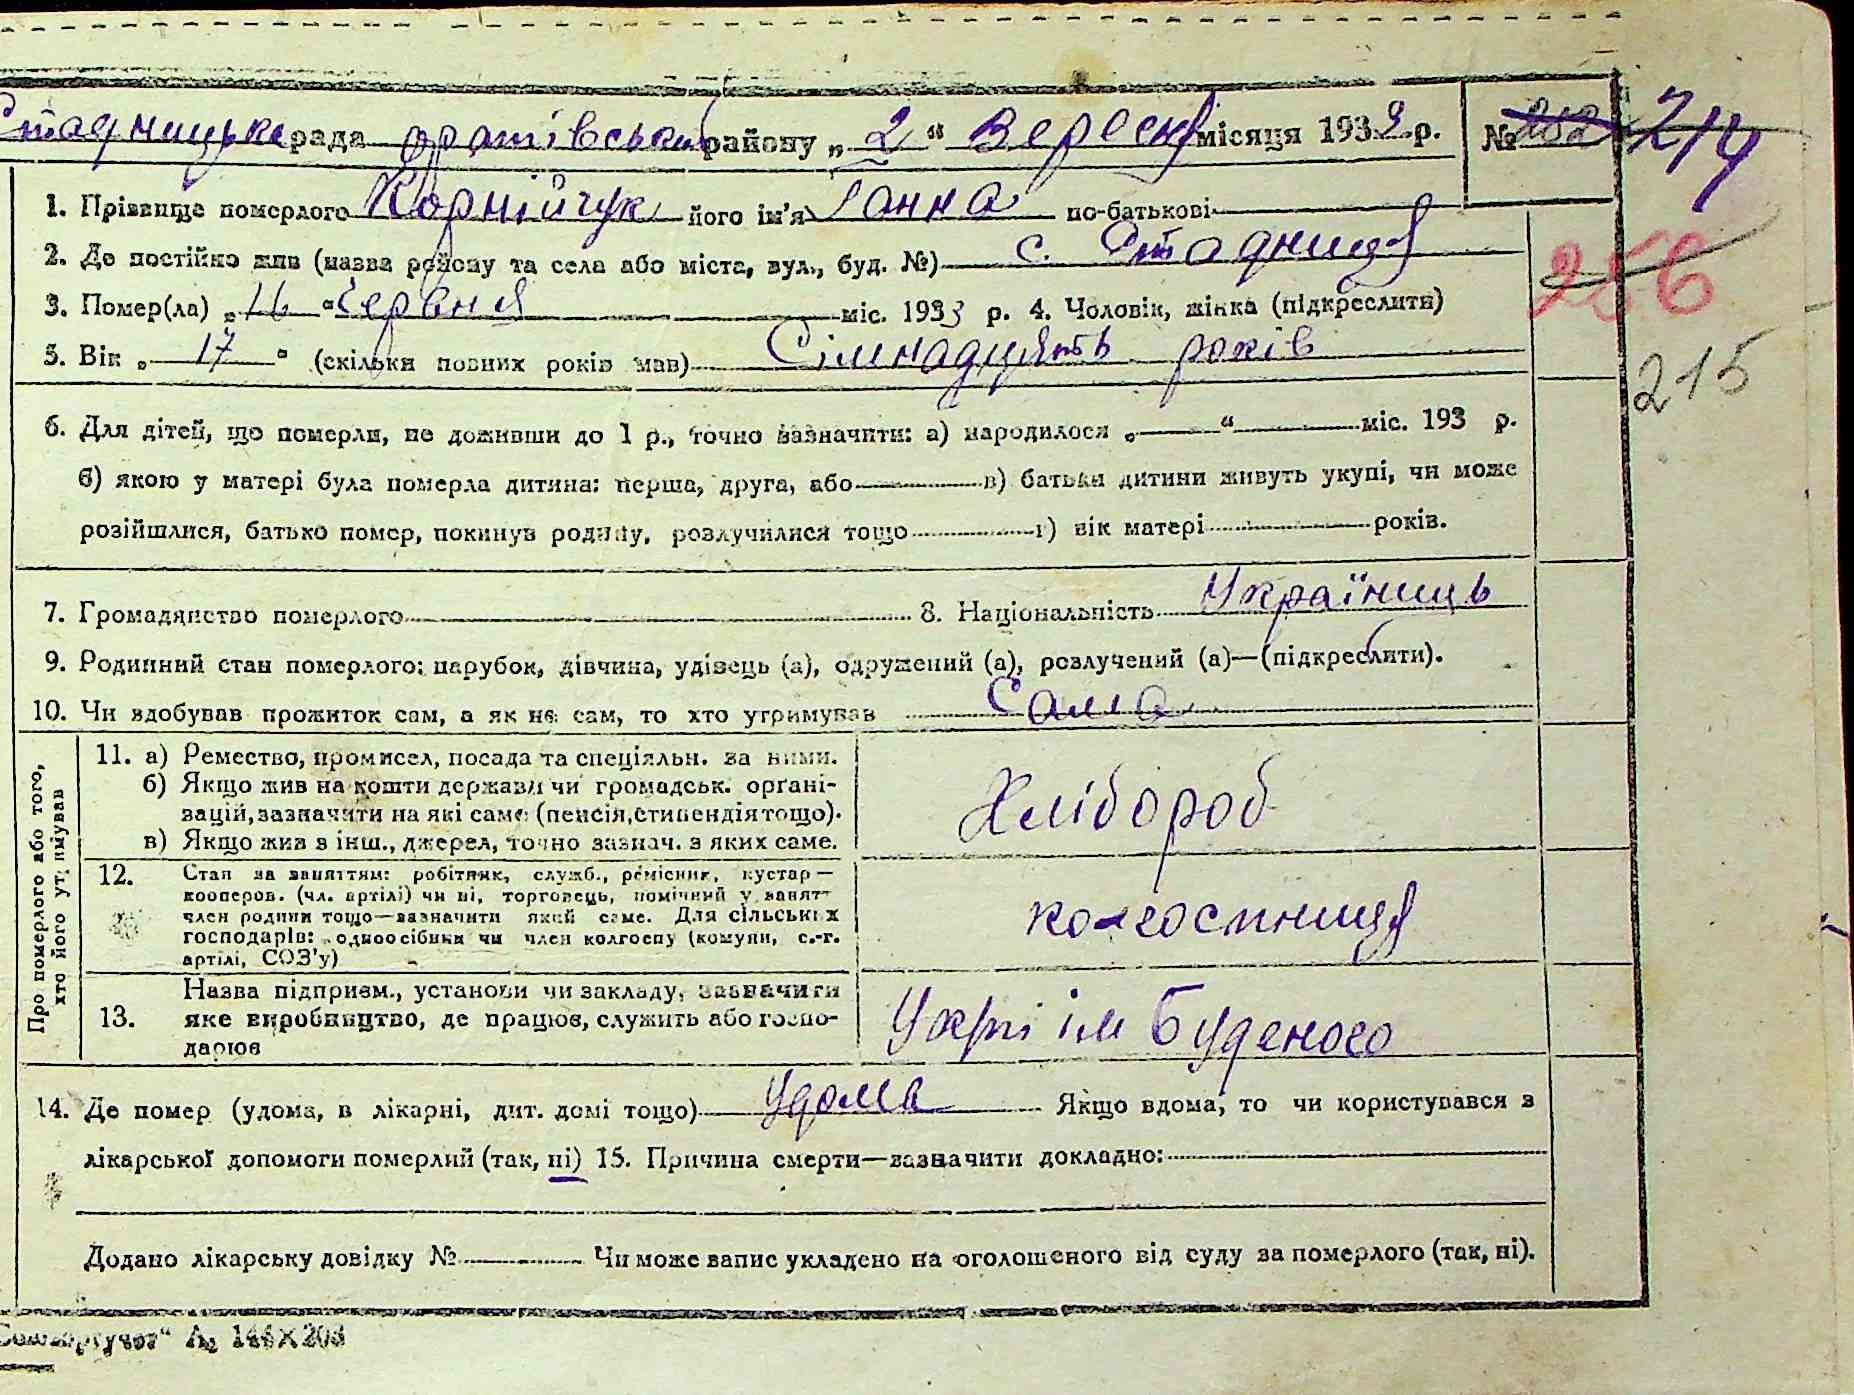 Стадницька рада Оратівський району „2“ Вересня місяця 1933 р. № 202 214
1. Прізвище померлого Корнійчук його ім'я Ганна по-батькові
2. Де постійно жив (назва району та села або міста, вул., буд. №) с. Стадниця
256
3. Помер(ла) „16“ Червня міс. 1933 р. 4. Чоловік, жінка (підкреслити)
5. Вік „17“ (скільки повних років мав) Сімнадцять років
215
6. Для дітей, що померли, не доживши до 1 р., точно зазначити: а) народилося „ “ міс. 193 р.
б) якою у матері була померла дитина: перша, друга, або в) батьки дитини живуть укупі, чи може
розійшлися, батько помер, покинув родину, розлучилися тощо г) вік матері років.
7. Громадянство померлого 8. Національність Українець
9. Родинний стан померлого: парубок, дівчина, удівець (а), одружений (а), розлучений (а)—(підкреслити).
10. Чи здобував прожиток сам, а як не сам, то хто утримував Сама
Про померлого або того,
хто його утримував
11. а) Ремество, промисел, посада та спеціяльн. за ними.
б) Якщо жив на кошти держави чи громадськ. органі-
зацій, зазначити на які саме (пенсія, стипендія тощо).
в) Якщо жив з інш., джерел, точно зазнач. з яких саме.
Хлібороб
12. Стан за заняттям: робітник, служб., ремісник, кустар—
кооперов. (чл. артілі) чи ні, торговець, помічний у занят-
член родини тощо—зазначити який саме. Для сільських
господарів: одноосібник чи член колгоспу (комуни, с.-г.
артілі, СОЗ'у)
колгоспниця
13. Назва підприєм., установи чи закладу, зазначити
яке виробництво, де працює, служить або госпо-
дарює
ім Буденого
14. Де помер (удома, в лікарні, дит. домі тощо) Удома Якщо вдома, то чи користувався з
лікарської допомоги померлий (так, ні) 15. Причина смерти—зазначити докладно:
Додано лікарську довідку № Чи може запис укладено на оголошеного від суду за померлого (так, ні).